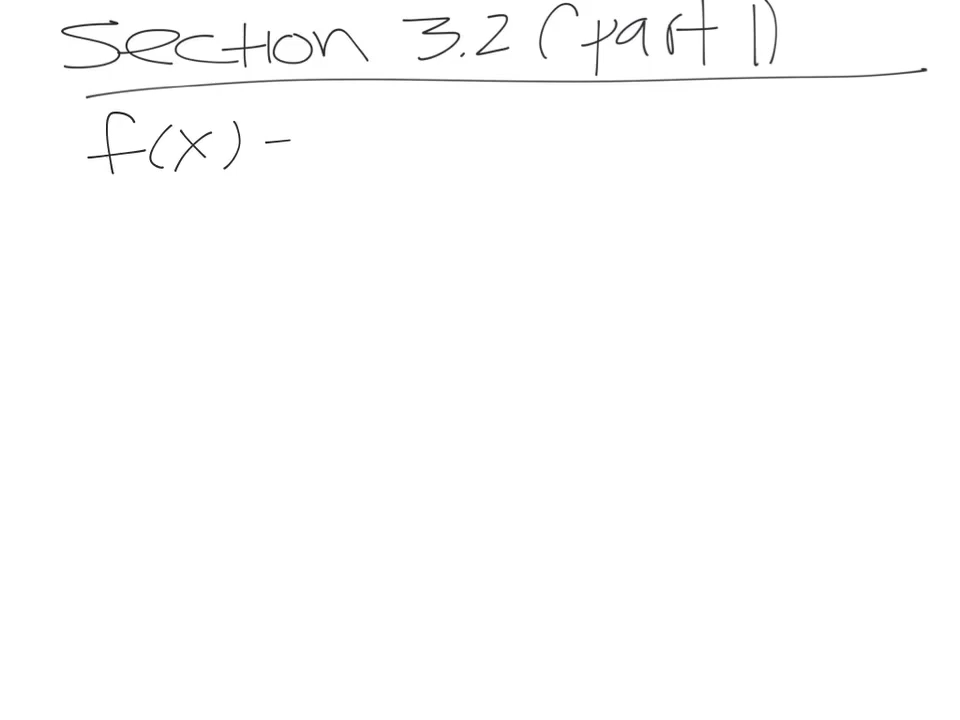 Section 3.2 (part 1)
f(x) -